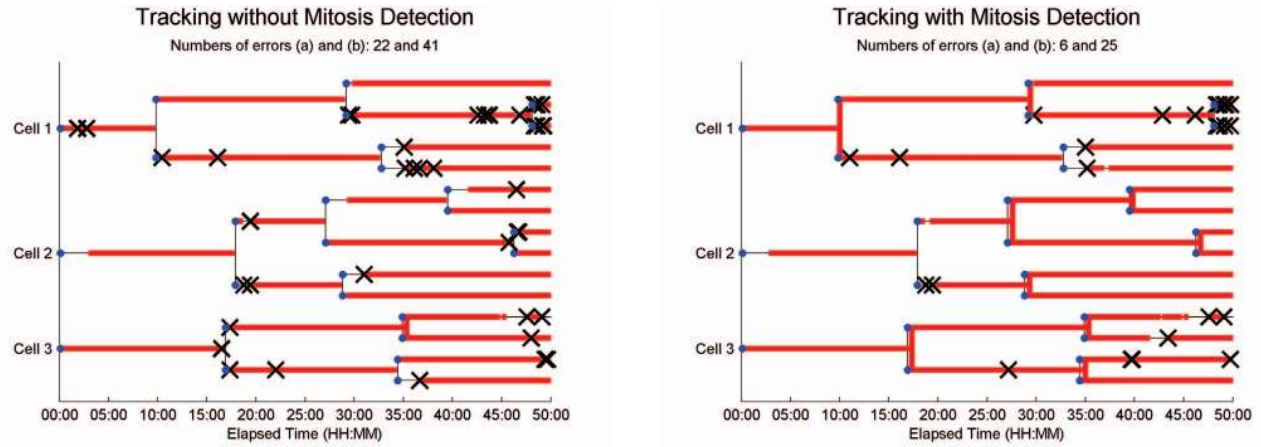 Tracking without Mitosis Detection
Numbers of errors (a) and (b): 22 and 41
Cell 1
Cell 2
Cell 3
00:00 05:00 10:00 15:00 20:00 25:00 30:00 35:00 40:00 45:00 50:00
Elapsed Time (HH:MM)
Tracking with Mitosis Detection
Numbers of errors (a) and (b): 6 and 25
Cell 1
Cell 2
Cell 3
00:00 05:00 10:00 15:00 20:00 25:00 30:00 35:00 40:00 45:00 50:00
Elapsed Time (HH:MM)